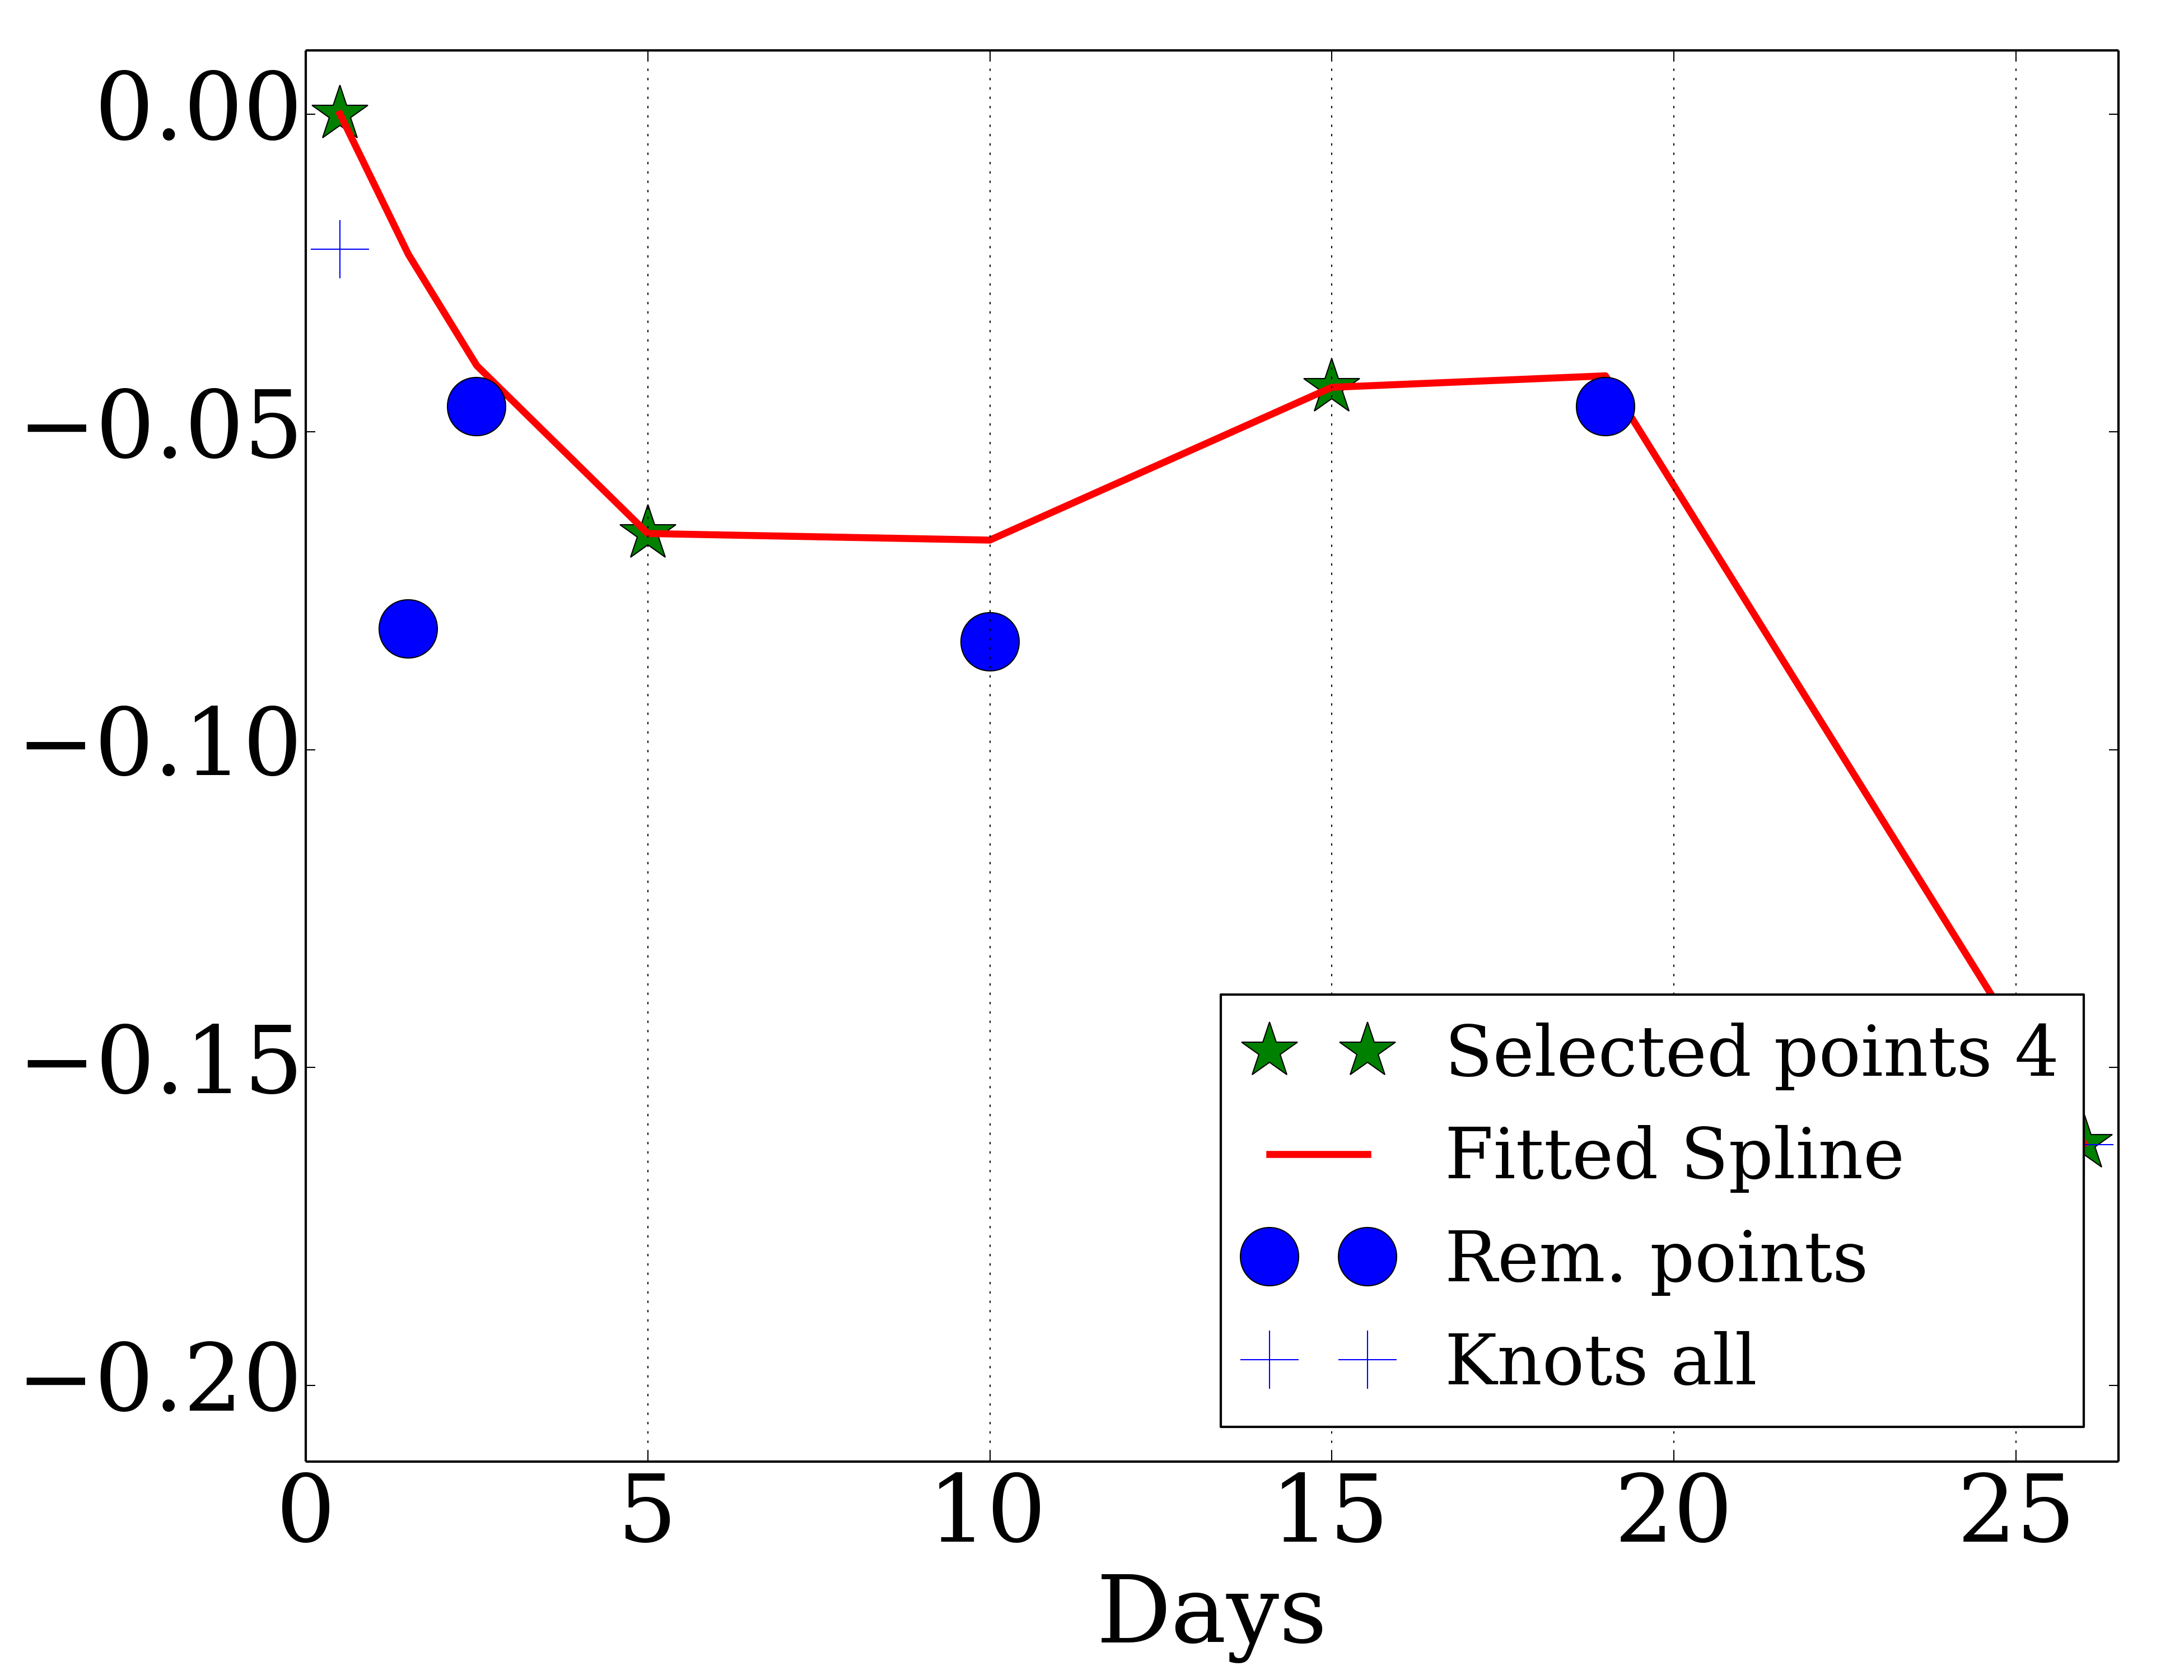 0.00
−0.05
−0.10
−0.15
−0.20
Selected points 4
Fitted Spline
Rem. points
Knots all
0 5 10 15 20 25
Days